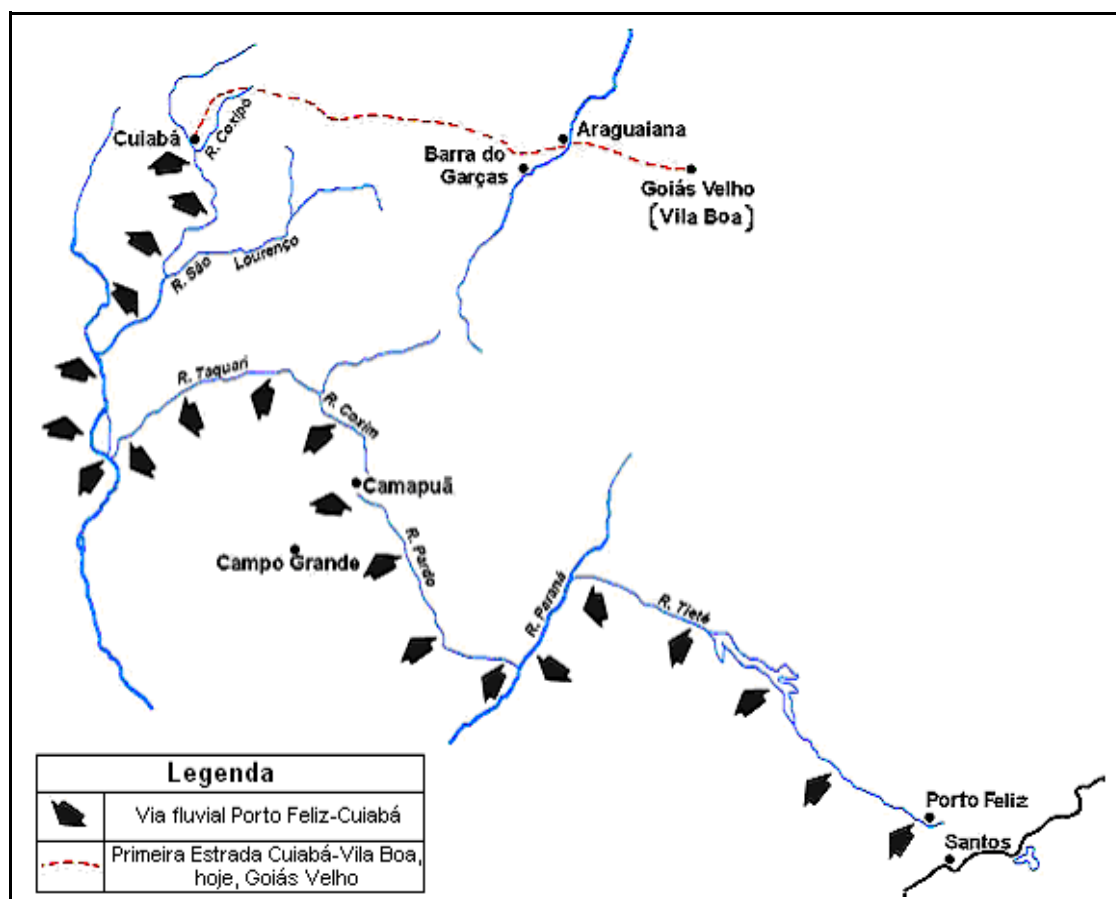 R. Coxipo
Cuiabá
Araguaiana
Barra do
Garças
Goiás Velho
(Vila Boa)
R. São
Lourenço
R. Taquari
R. Coxim
Camapuã
R. Pardo
Campo Grande
R. Paraná
R. Tietê
Porto Feliz
Santos
Legenda
Via fluvial Porto Feliz-Cuiabá
Primeira Estrada Cuiabá-Vila Boa,
hoje, Goiás Velho